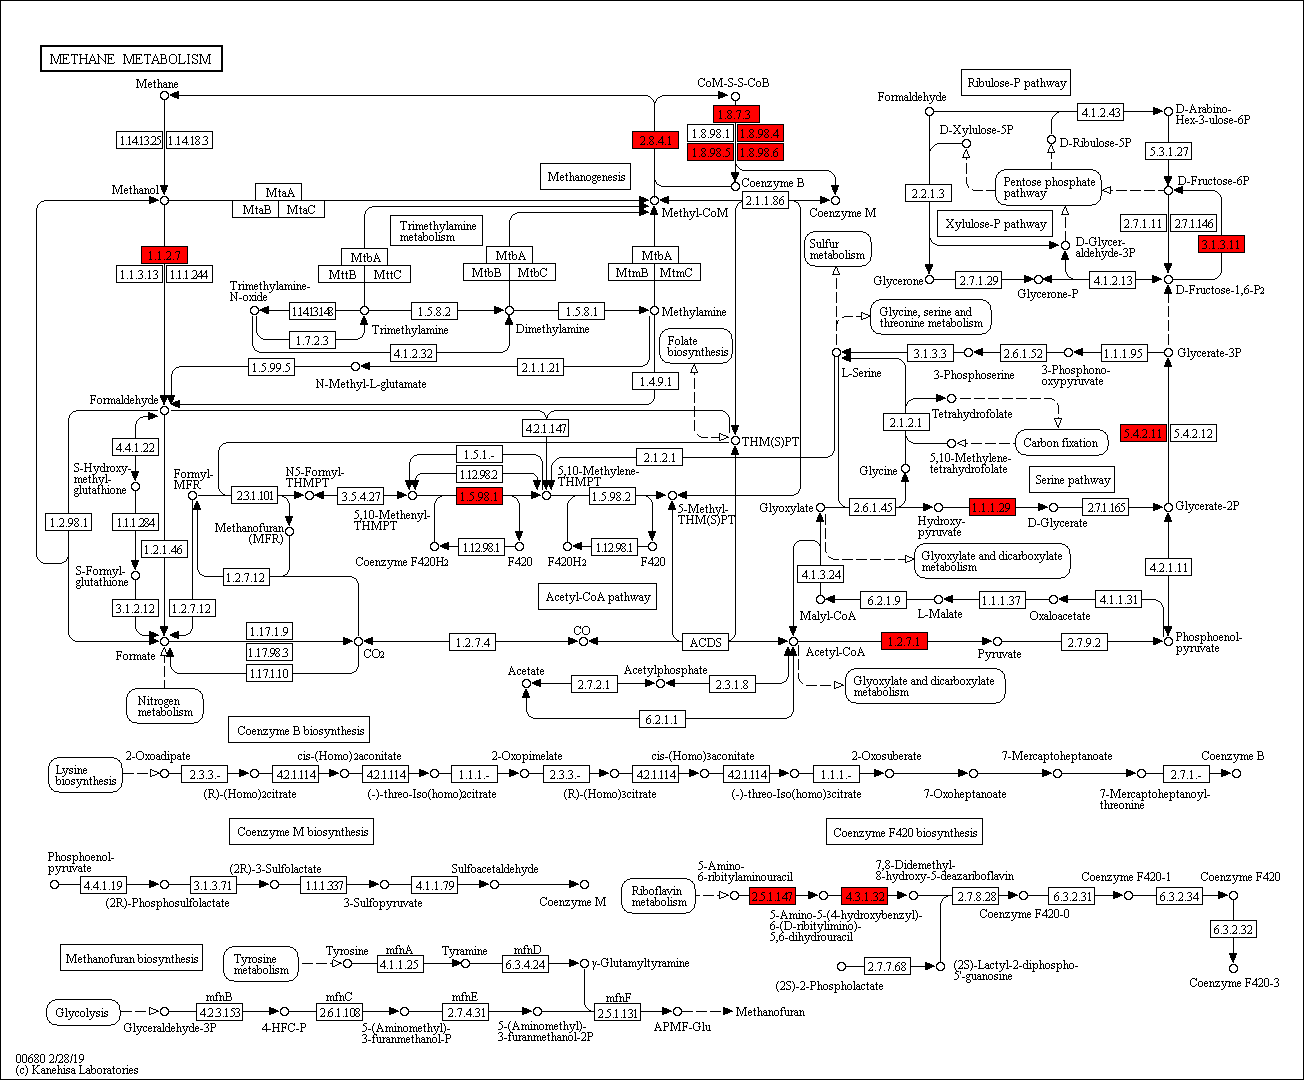 METHANE METABOLISM
Methane
CoM-S-S-CoB
Ribulose-P pathway
Formaldehyde
D-Arabino-
Hex-3-ulose-6P
4.1.2.43
1.8.7.3
1.14.13.25
1.14.18.3
2.8.4.1
1.8.98.1
1.8.98.4
1.8.98.5
1.8.98.6
D-Xylulose-5P
D-Ribulose-5P
5.3.1.27
Methanogenesis
Coenzyme B
Pentose phosphate
pathway
D-Fructose-6P
2.2.1.3
Methanol
MtaA
MtaB
MtaC
Methyl-CoM
2.1.1.86
Coenzyme M
Xylulose-P pathway
2.7.1.11
2.7.1.146
3.1.3.11
Trimethylamine
metabolism
Sulfur
metabolism
D-Glycer-
aldehyde-3P
1.1.2.7
1.1.3.13
1.1.1.244
MtbA
MttB
MttC
MtbA
MtbB
MtbC
MtbA
MtmB
MtmC
Glycerone
2.7.1.29
Glycerone-P
4.1.2.13
D-Fructose-1,6-P2
Trimethylamine-
N-oxide
1.14.13.148
1.5.8.2
1.5.8.1
Methylamine
Trimethylamine
Dimethylamine
1.7.2.3
4.1.2.32
Glycine, serine and
threonine metabolism
Folate
biosynthesis
1.5.99.5
2.1.1.21
N-Methyl-L-glutamate
1.4.9.1
L-Serine
3.1.3.3
2.6.1.52
1.1.1.95
Glycerate-3P
3-Phosphoserine
3-Phosphono-
oxypyruvate
Formaldehyde
4.2.1.147
THM(S)PT
2.1.2.1
2.1.2.1
Tetrahydrofolate
Carbon fixation
5,10-Methylene-
tetrahydrofolate
5.4.2.11
5.4.2.12
4.4.1.22
S-Hydroxy-
methyl-
glutathione
Formyl-
MFR
N5-Formyl-
THMPT
1.5.1.-
1.12.98.2
5,10-Methylene-
THMPT
Glycine
Serine pathway
2.3.1.101
3.5.4.27
1.5.98.1
1.5.98.2
5,10-Methenyl-
THMPT
5-Methyl-
THM(S)PT
Glyoxylate
2.6.1.45
Hydroxy-
pyruvate
1.1.1.29
D-Glycerate
2.7.1.165
Glycerate-2P
1.2.98.1
1.1.1.284
Methanofuran
(MFR)
1.2.1.46
Coenzyme F420H2
1.12.98.1
F420
F420H2
1.12.98.1
F420
Glyoxylate and dicarboxylate
metabolism
S-Formyl-
glutathione
1.2.7.12
4.1.3.24
4.2.1.11
Acetyl-CoA pathway
3.1.2.12
1.2.7.12
Malyl-CoA
6.2.1.9
L-Malate
1.1.1.37
Oxaloacetate
4.1.1.31
Formate
1.17.1.9
1.17.98.3
1.17.1.10
CO2
1.2.7.4
CO
ACDS
Acetyl-CoA
1.2.7.1
Pyruvate
2.7.9.2
Phosphoenol-
pyruvate
Acetate
2.7.2.1
Acetylphosphate
2.3.1.8
6.2.1.1
Glyoxylate and dicarboxylate
metabolism
Nitrogen
metabolism
Coenzyme B biosynthesis
Lysine
biosynthesis
2-Oxoadipate
cis-(Homo)2aconitate
2-Oxopimelate
cis-(Homo)3aconitate
2-Oxosuberate
7-Mercaptoheptanoate
Coenzyme B
2.3.3.-
4.2.1.114
4.2.1.114
1.1.1.-
2.3.3.-
4.2.1.114
4.2.1.114
1.1.1.-
2.7.1.-
(R)-(Homo)2citrate
(-)-threo-Iso(homo)2citrate
(R)-(Homo)3citrate
(-)-threo-Iso(homo)3citrate
7-Oxoheptanoate
7-Mercaptoheptanoyl-
threonine
Coenzyme M biosynthesis
Coenzyme F420 biosynthesis
Phosphoenol-
pyruvate
(2R)-3-Sulfolactate
Sulfoacetaldehyde
4.4.1.19
3.1.3.71
1.1.1.337
4.1.1.79
(2R)-Phosphosulfolactate
3-Sulfopyruvate
Coenzyme M
Riboflavin
metabolism
5-Amino-
6-ribitylaminouracil
7,8-Didemethyl-
8-hydroxy-5-deazariboflavin
Coenzyme F420-1
Coenzyme F420
2.5.1.147
4.3.1.32
2.7.8.28
6.3.2.31
6.3.2.34
5-Amino-5-(4-hydroxybenzyl)-
6-(D-ribitylimino)-
5,6-dihydrouracil
Coenzyme F420-0
6.3.2.32
2.7.7.68
(2S)-2-Phospholactate
(2S)-Lactyl-2-diphospho-
5'-guanosine
Coenzyme F420-3
Methanofuran biosynthesis
Tyrosine
metabolism
Tyrosine
mfnA
4.1.1.25
Tyramine
mfnD
6.3.4.24
γ-Glutamyltyramine
Glycolysis
mfnB
4.2.3.153
mfnC
2.6.1.108
mfnE
2.7.4.31
mfnF
2.5.1.131
Glyceraldehyde-3P
4-HFC-P
5-(Aminomethyl)-
3-furanmethanol-P
5-(Aminomethyl)-
3-furanmethanol-2P
APMF-Glu
Methanofuran
00680 2/28/19
(c) Kanehisa Laboratories